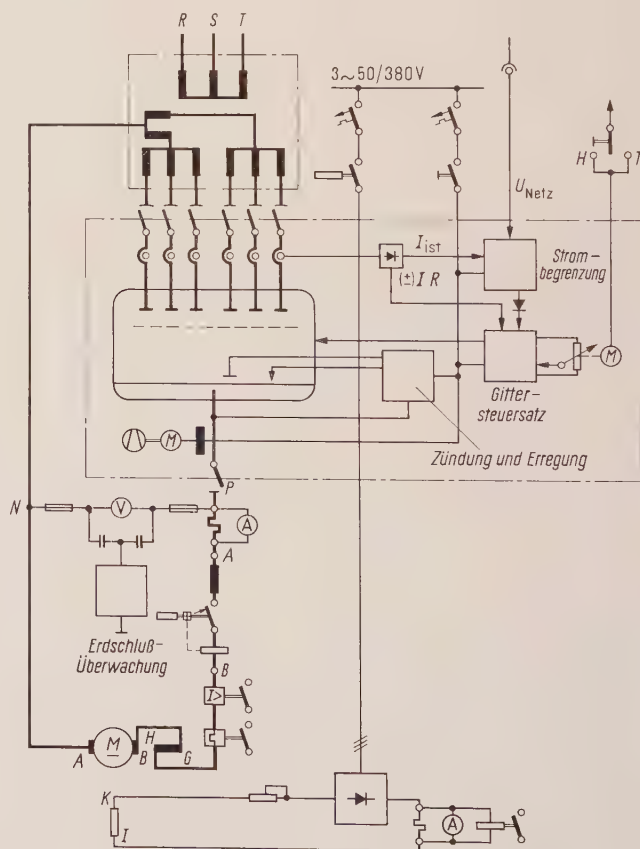 R S T
3~50/380V
H T
U_Netz
I_ist
Strom-
begrenzung
(±) I R
M
Gitter-
steuersatz
M
Zündung und Erregung
P
N
V
A
A
Erdschluß-
Überwachung
B
I>
M
H
A
B
G
K
I
A